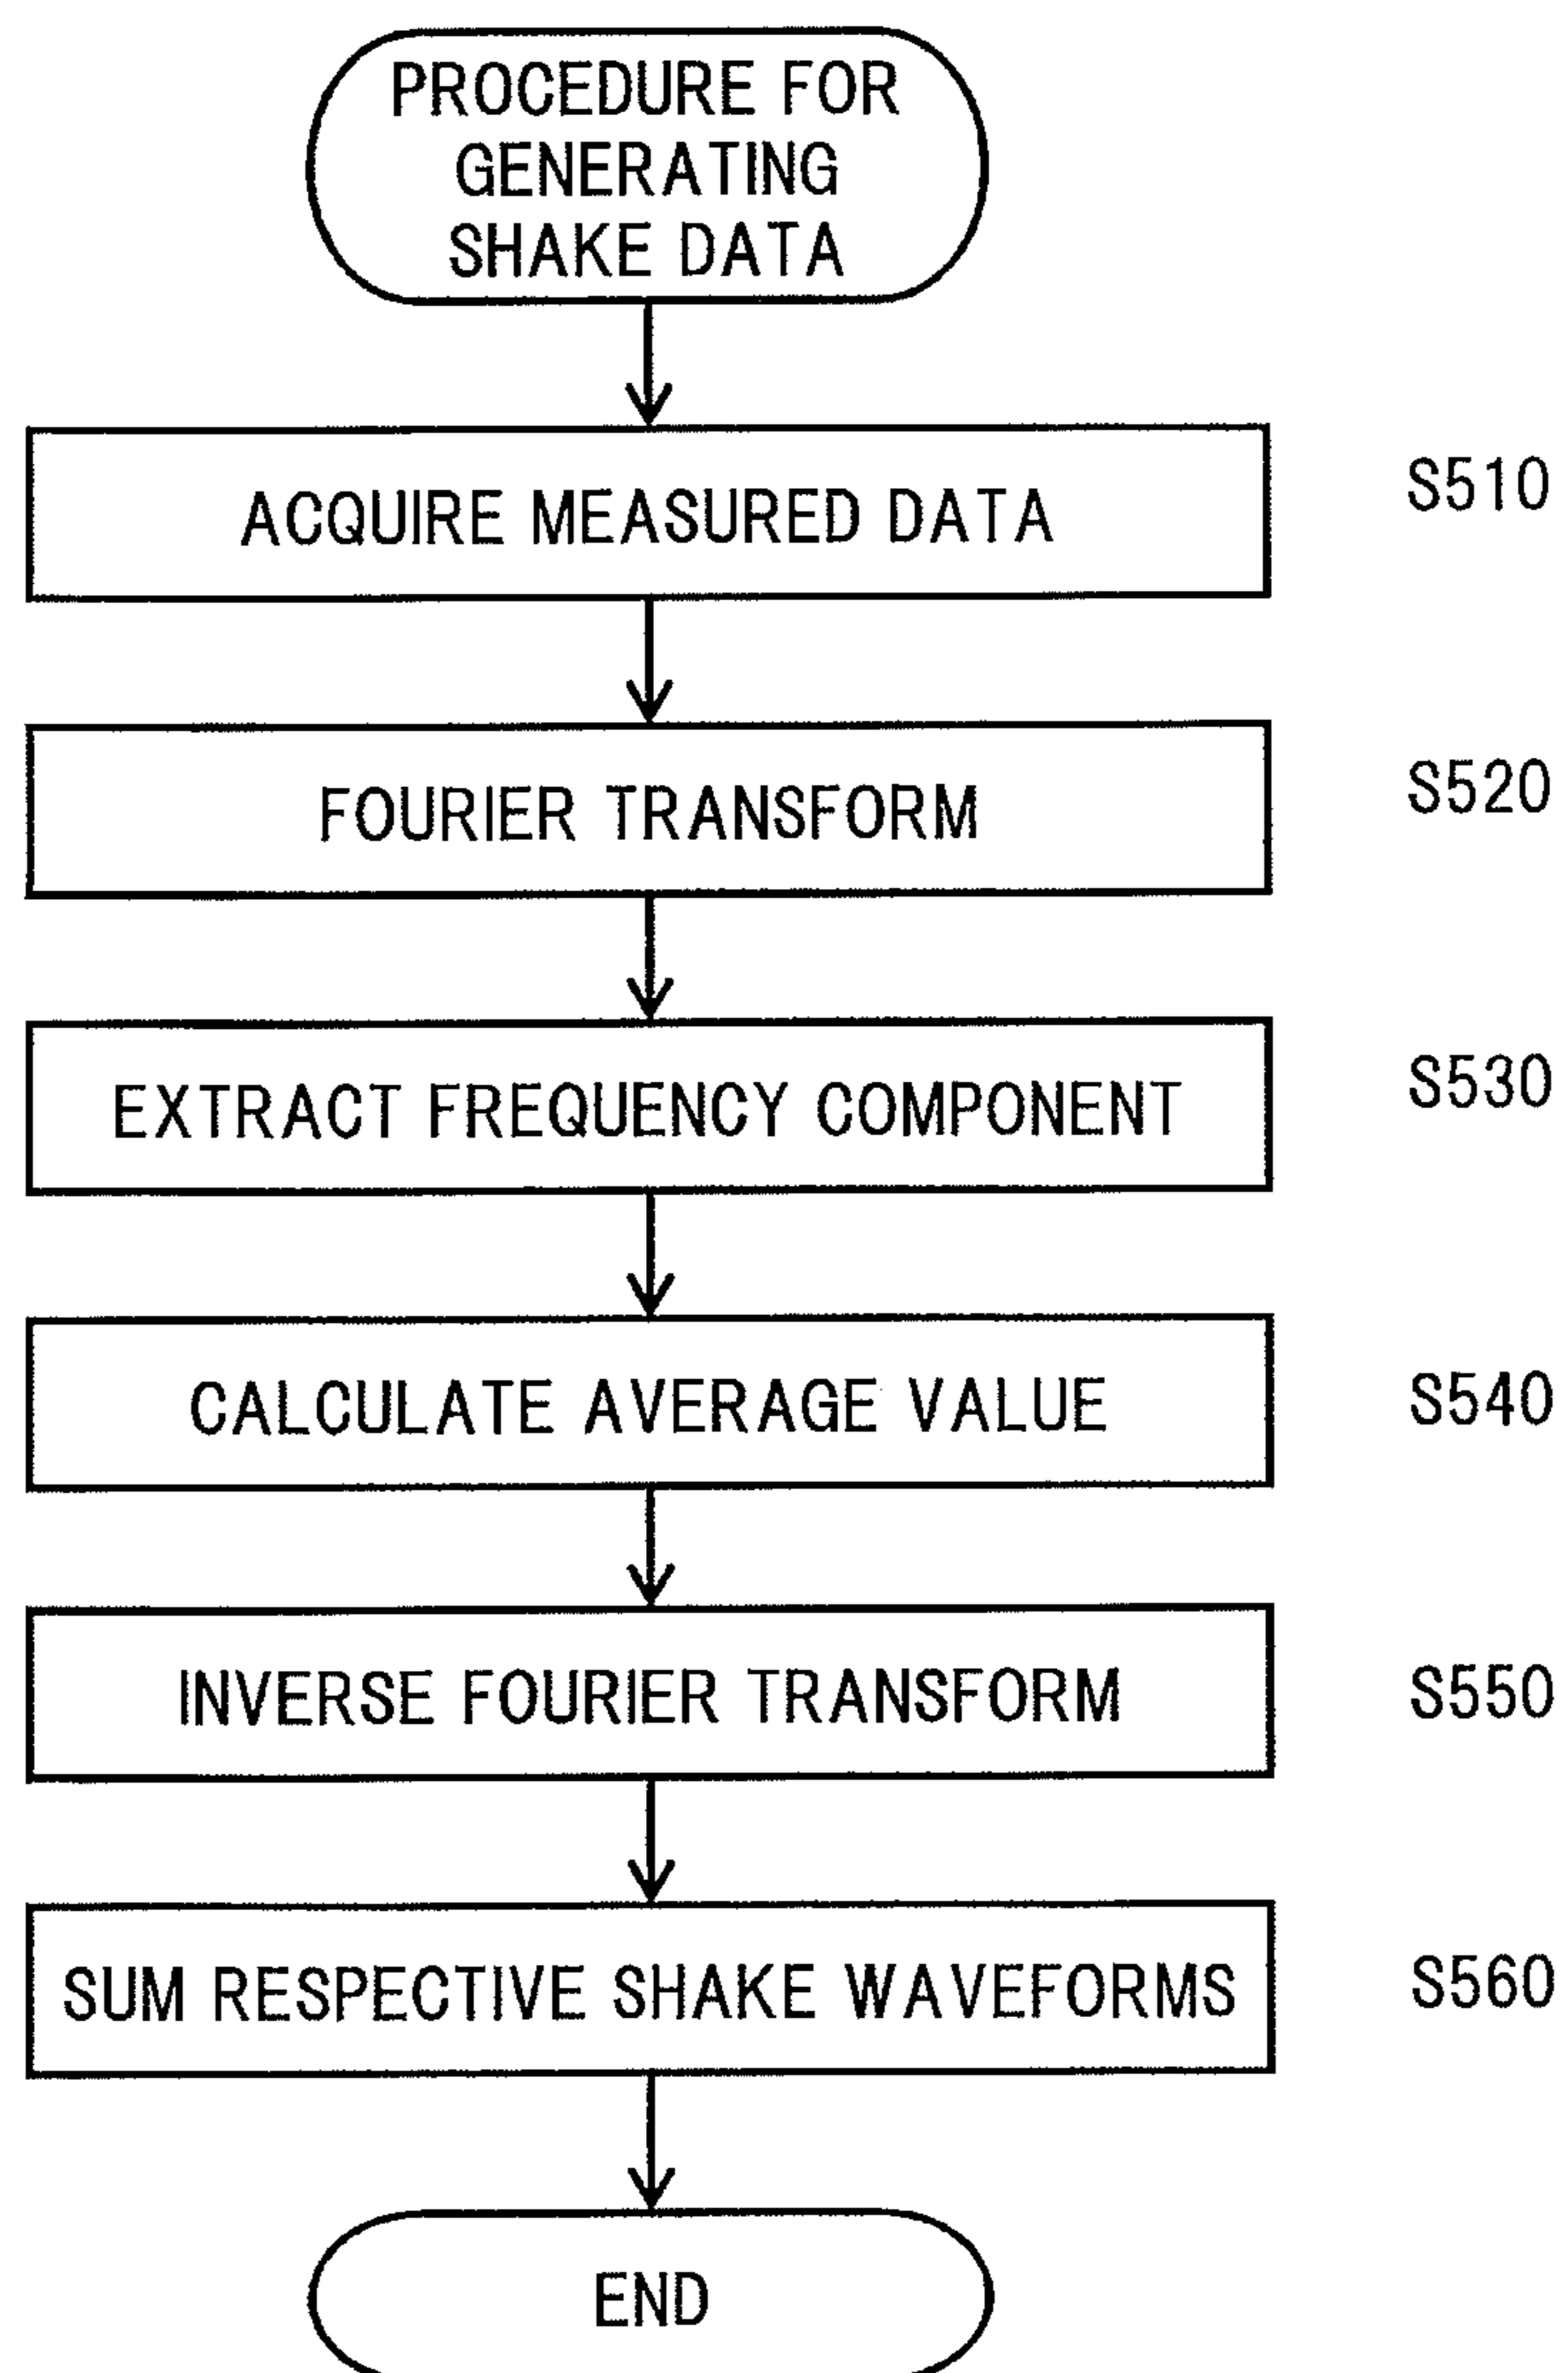 PROCEDURE FOR
GENERATING
SHAKE DATA
ACQUIRE MEASURED DATA
S510
FOURIER TRANSFORM
S520
EXTRACT FREQUENCY COMPONENT
S530
CALCULATE AVERAGE VALUE
S540
INVERSE FOURIER TRANSFORM
S550
SUM RESPECTIVE SHAKE WAVEFORMS
S560
END